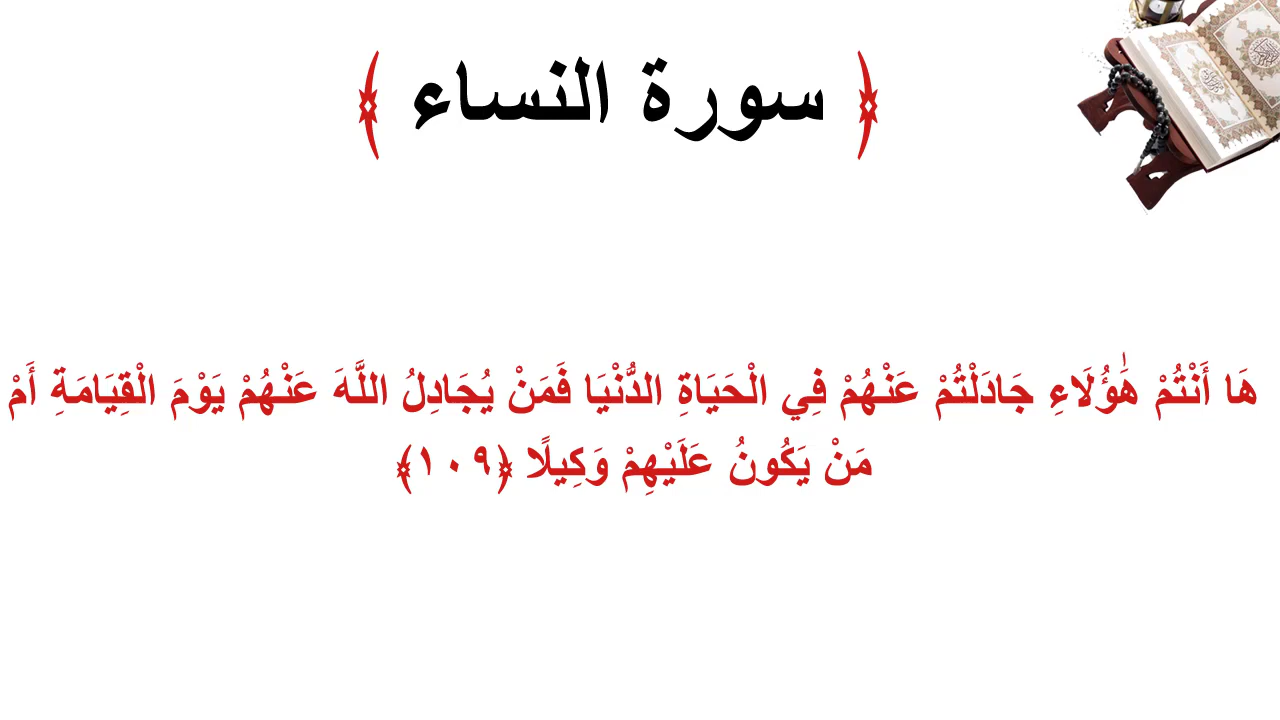 ﴿ سورة النساء ﴾
هَا أَنْتُمْ هَٰؤُلَاءِ جَادَلْتُمْ عَنْهُمْ فِي الْحَيَاةِ الدُّنْيَا فَمَنْ يُجَادِلُ اللَّهَ عَنْهُمْ يَوْمَ الْقِيَامَةِ أَمْ
مَنْ يَكُونُ عَلَيْهِمْ وَكِيلًا ﴿١٠٩﴾